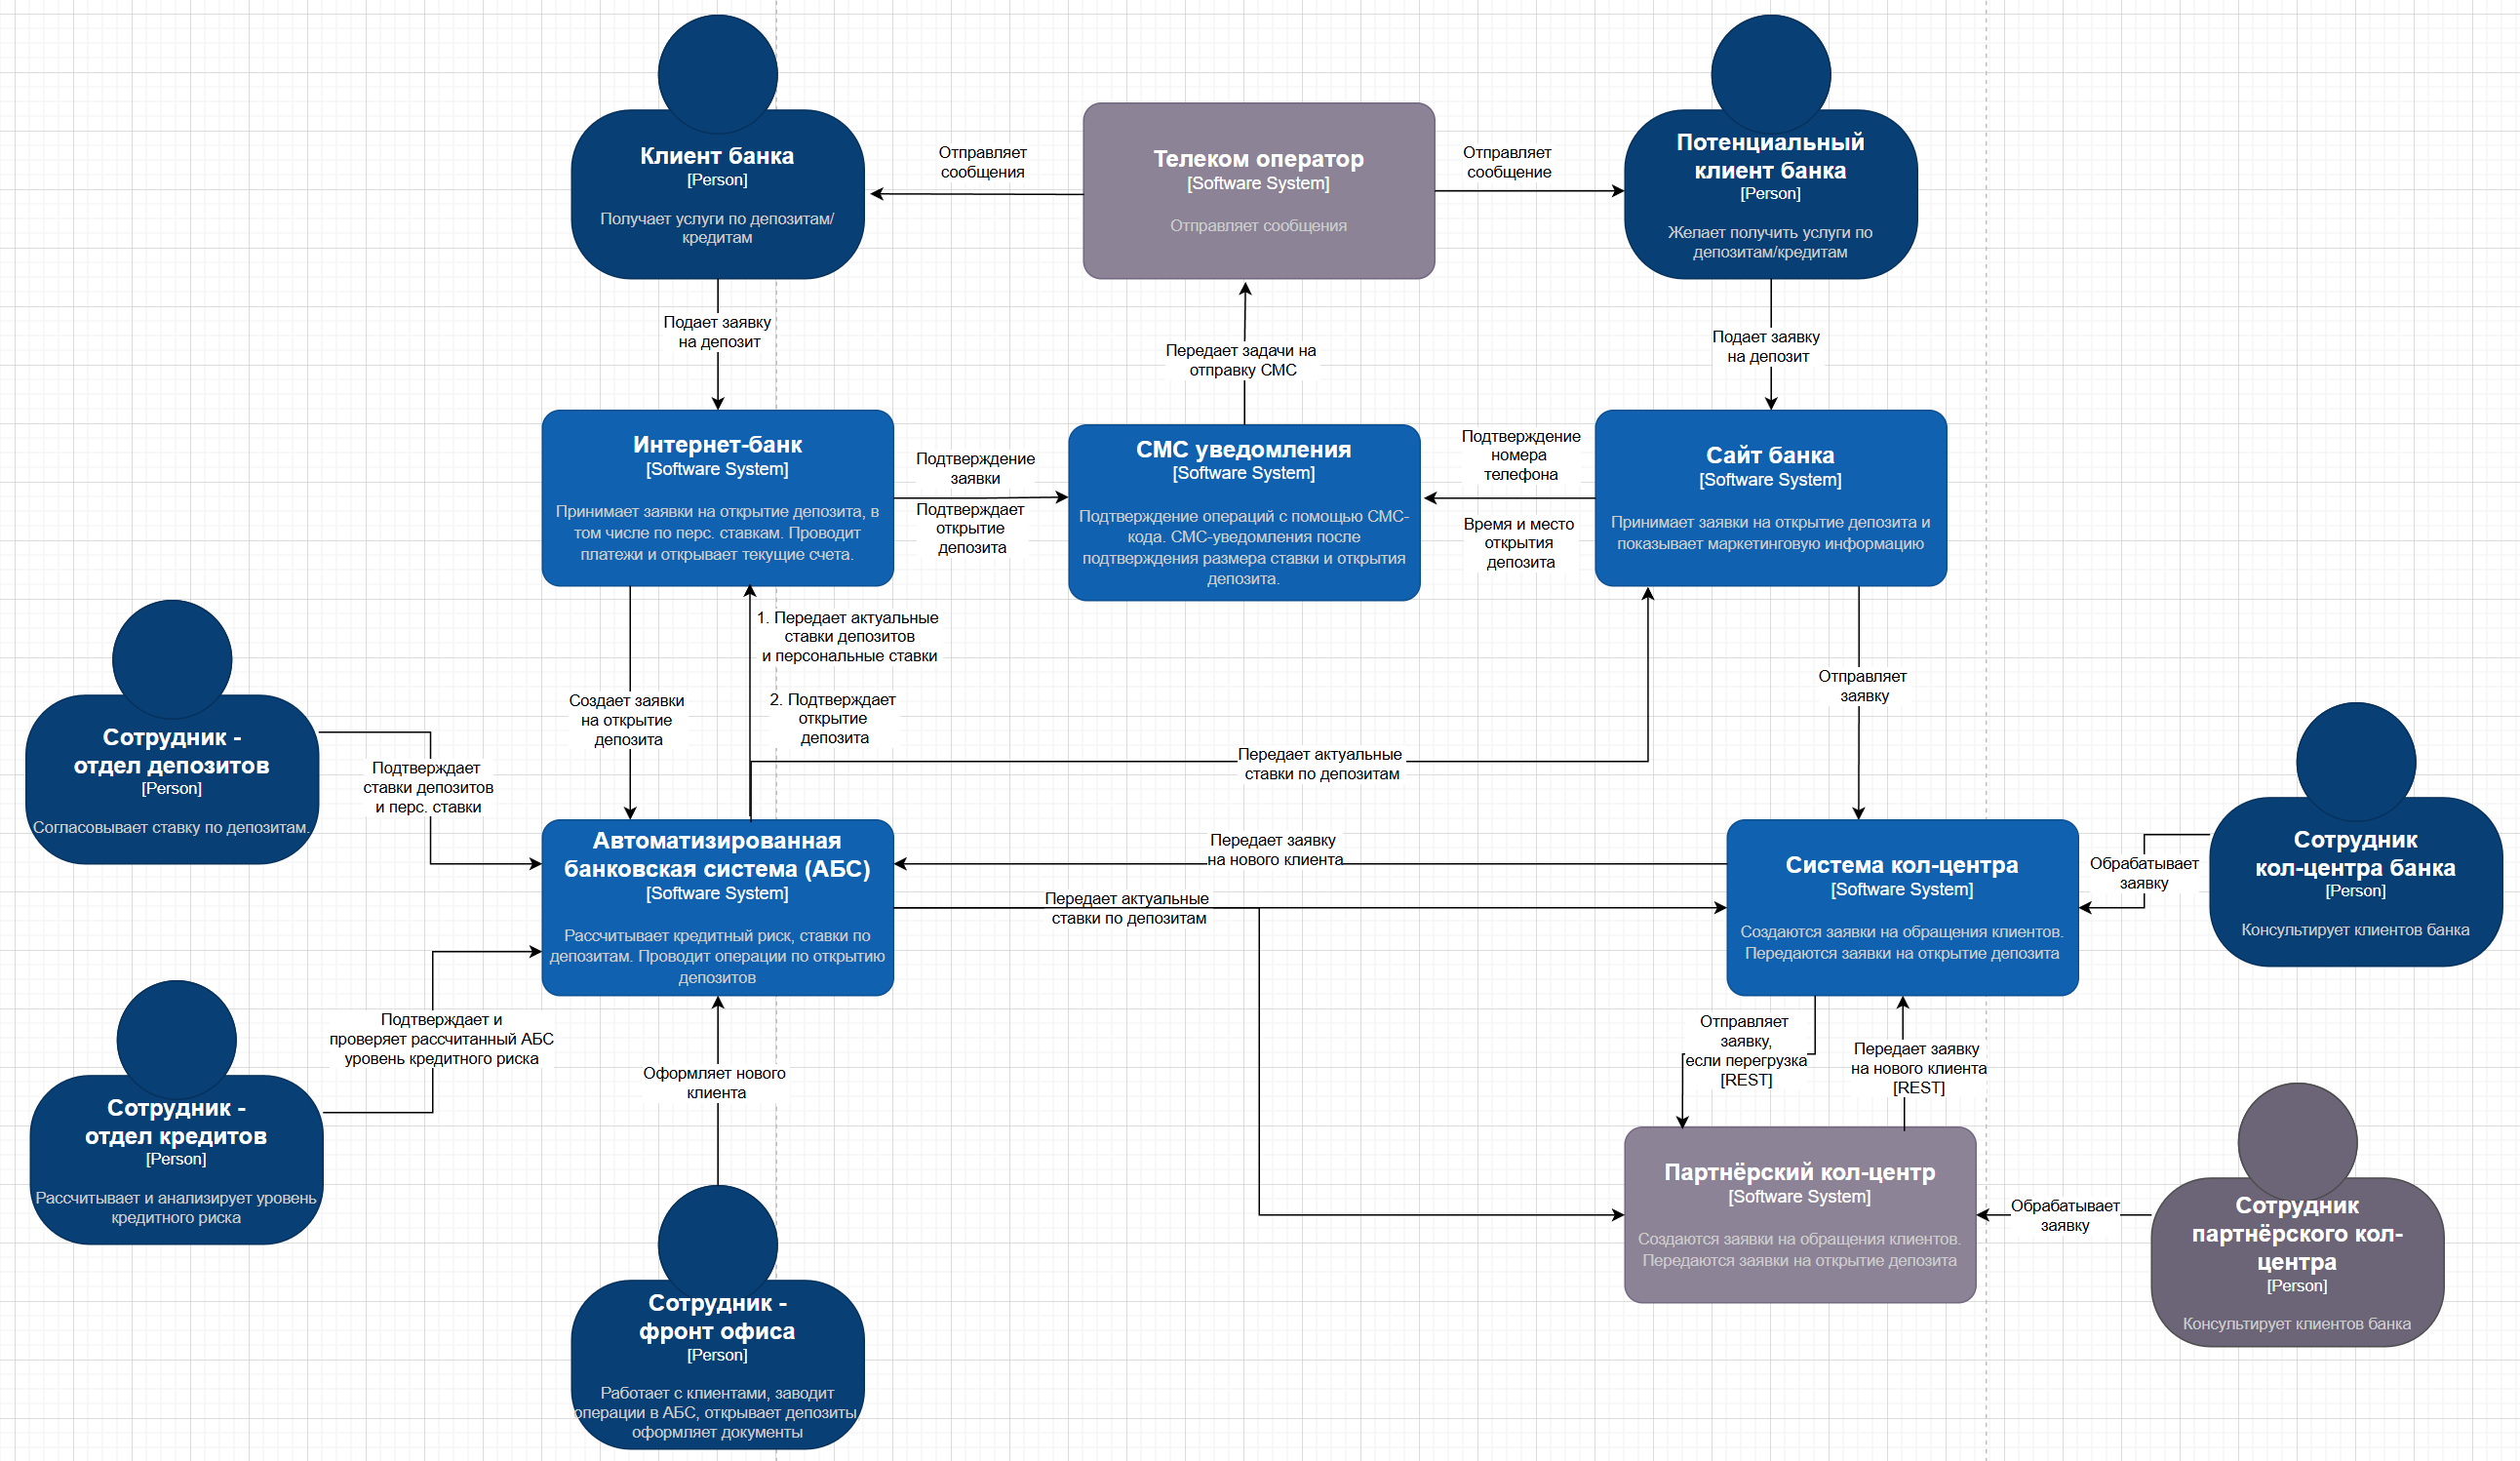 Клиент банка
[Person]
Получает услуги по депозитам/
кредитам
Отправляет
сообщения
Телеком оператор
[Software System]
Отправляет сообщения
Отправляет
сообщение
Потенциальный
клиент банка
[Person]
Желает получить услуги по
депозитам/кредитам
Подает заявку
на депозит
Передает задачи на
отправку СМС
Подает заявку
на депозит
Интернет-банк
[Software System]
Принимает заявки на открытие депозита, в
том числе по перс. ставкам. Проводит
платежи и открывает текущие счета.
Подтверждение
заявки
Подтверждает
открытие
депозита
СМС уведомления
[Software System]
Подтверждение операций с помощью СМС-
кода. СМС-уведомления после
подтверждения размера ставки и открытия
депозита.
Подтверждение
номера
телефона
Время и место
открытия
депозита
Сайт банка
[Software System]
Принимает заявки на открытие депозита и
показывает маркетинговую информацию
1. Передает актуальные
ставки депозитов
и персональные ставки
2. Подтверждает
открытие
депозита
Создает заявки
на открытие
депозита
Отправляет
заявку
Передает актуальные
ставки по депозитам
Сотрудник -
отдел депозитов
[Person]
Согласовывает ставку по депозитам.
Подтверждает
ставки депозитов
и перс. ставки
Автоматизированная
банковская система (АБС)
[Software System]
Рассчитывает кредитный риск, ставки по
депозитам. Проводит операции по открытию
депозитов
Передает заявку
на нового клиента
Передает актуальные
ставки по депозитам
Система кол-центра
[Software System]
Создаются заявки на обращения клиентов.
Передаются заявки на открытие депозита
Обрабатывает
заявку
Сотрудник
кол-центра банка
[Person]
Консультирует клиентов банка
Подтверждает и
проверяет рассчитанный АБС
уровень кредитного риска
Сотрудник -
отдел кредитов
[Person]
Рассчитывает и анализирует уровень
кредитного риска
Оформляет нового
клиента
Отправляет
заявку,
если перегрузка
[REST]
Передает заявку
на нового клиента
[REST]
Партнёрский кол-центр
[Software System]
Создаются заявки на обращения клиентов.
Передаются заявки на открытие депозита
Обрабатывает
заявку
Сотрудник
партнёрского кол-
центра
[Person]
Консультирует клиентов банка
Сотрудник -
фронт офиса
[Person]
Работает с клиентами, заводит
операции в АБС, открывает депозиты
оформляет документы